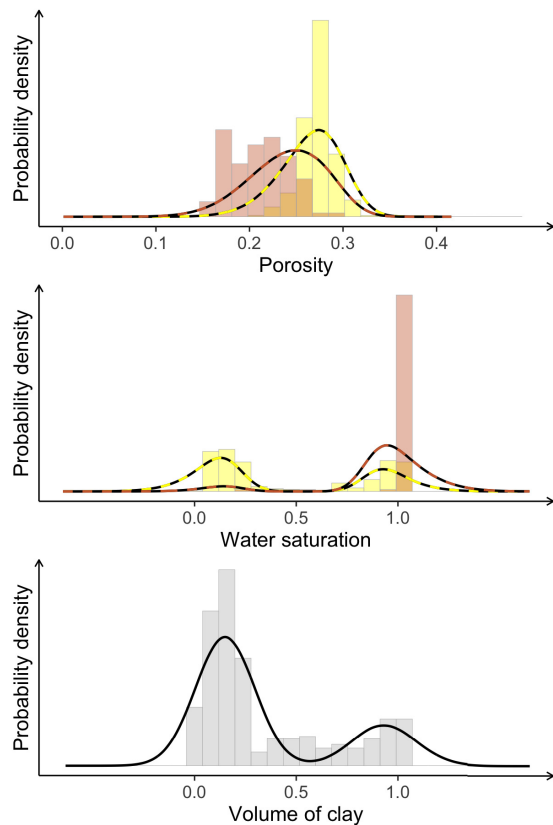 Probability density
0.0 0.1 0.2 0.3 0.4
Porosity
Probability density
0.0 0.5 1.0
Water saturation
Probability density
0.0 0.5 1.0
Volume of clay